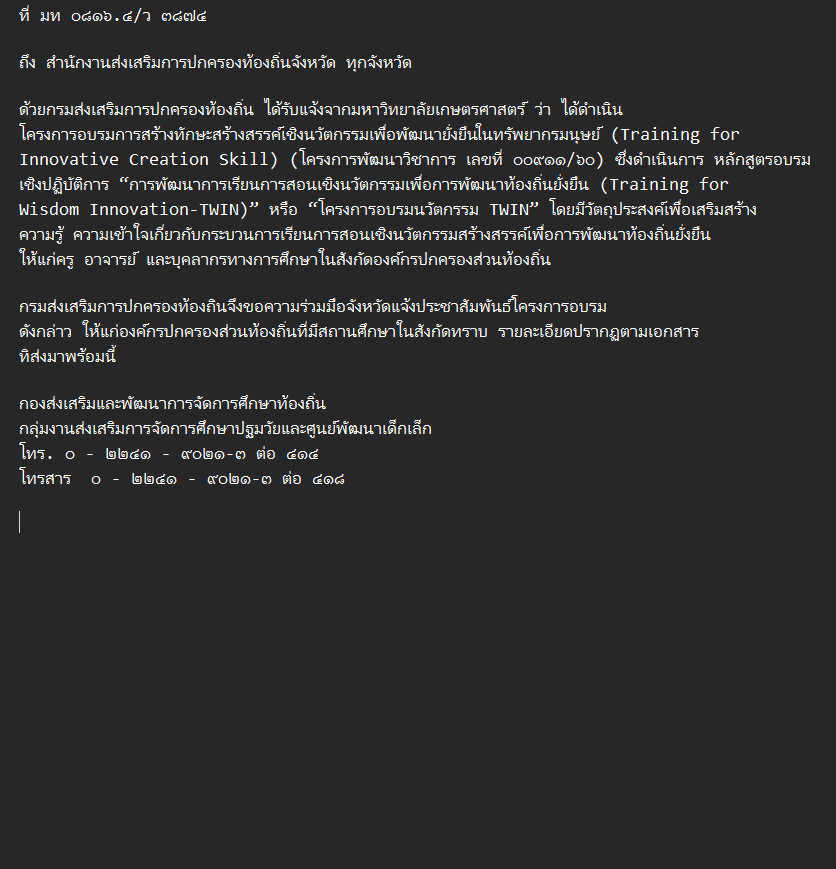 ที่ มท ๐๘๑๖.๔/ว ๓๘๗๔
ถึง สำนักงานส่งเสริมการปกครองท้องถิ่นจังหวัด ทุกจังหวัด
ด้วยกรมส่งเสริมการปกครองท้องถิ่น ได้รับแจ้งจากมหาวิทยาลัยเกษตรศาสตร์ ว่า ได้ดำเนิน
โครงการอบรมการสร้างทักษะสร้างสรรค์เชิงนวัตกรรมเพื่อพัฒนายั่งยืนในทรัพยากรมนุษย์ (Training for
Innovative Creation Skill) (โครงการพัฒนาวิชาการ เลขที่ ๐๐๙๑๑/๖๐) ซึ่งดำเนินการ หลักสูตรอบรม
เชิงปฏิบัติการ “การพัฒนาการเรียนการสอนเชิงนวัตกรรมเพื่อการพัฒนาท้องถิ่นยั่งยืน (Training for
Wisdom Innovation-TWIN)” หรือ “โครงการอบรมนวัตกรรม TWIN” โดยมีวัตถุประสงค์เพื่อเสริมสร้าง
ความรู้ ความเข้าใจเกี่ยวกับกระบวนการเรียนการสอนเชิงนวัตกรรมสร้างสรรค์เพื่อการพัฒนาท้องถิ่นยั่งยืน
ให้แก่ครู อาจารย์ และบุคลากรทางการศึกษาในสังกัดองค์กรปกครองส่วนท้องถิ่น
กรมส่งเสริมการปกครองท้องถินจึงขอความร่วมมือจังหวัดแจ้งประชาสัมพันธ์โครงการอบรม
ดังกล่าว ให้แก่องค์กรปกครองส่วนท้องถิ่นที่มีสถานศึกษาในสังกัดทราบ รายละเอียดปรากฏตามเอกสาร
ทิส่งมาพร้อมนี้
กองส่งเสริมและพัฒนาการจัดการศึกษาท้องถิ่น
กลุ่มงานส่งเสริมการจัดการศึกษาปฐมวัยและศูนย์พัฒนาเด็กเล็ก
โทร. ๐ - ๒๒๔๑ - ๙๐๒๑-๓ ต่อ ๔๑๔
โทรสาร ๐ - ๒๒๔๑ - ๙๐๒๑-๓ ต่อ ๔๑๘